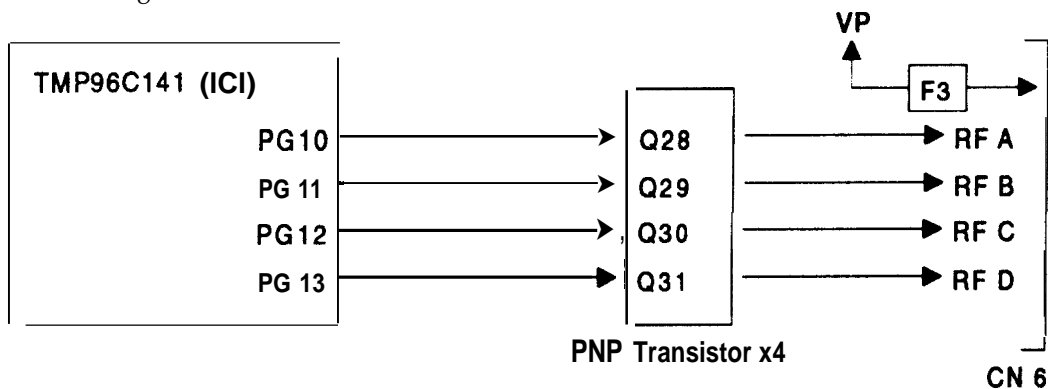 VP
TMP96C141 (ICI)
F3
PG10 Q28 RF A
PG 11 Q29 RF B
PG12 Q30 RF C
PG 13 Q31 RF D
PNP Transistor x4
CN 6